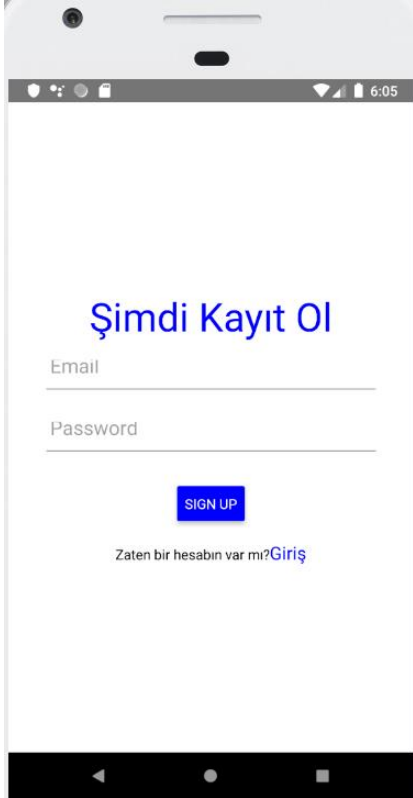 6:05
Şimdi Kayıt Ol
Email
Password
SIGN UP
Zaten bir hesabın var mı?Giriş